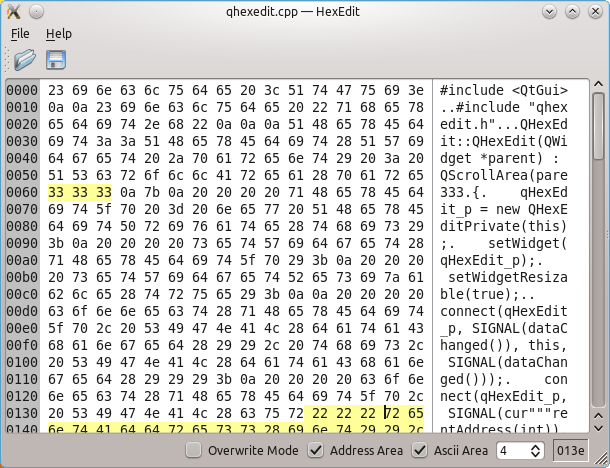 qhexedit.cpp — HexEdit
File Help
0000 23 69 6e 63 6c 75 64 65 20 3c 51 74 47 75 69 3e #include <QtGui>
0010 0a 0a 23 69 6e 63 6c 75 64 65 20 22 71 68 65 78 ..#include "qhex
0020 65 64 69 74 2e 68 22 0a 0a 0a 51 48 65 78 45 64 edit.h"...QHexEd
0030 69 74 3a 3a 51 48 65 78 45 64 69 74 28 51 57 69 it::QHexEdit(QWi
0040 64 67 65 74 20 2a 70 61 72 65 6e 74 29 20 3a 20 dget *parent) :
0050 51 53 63 72 6f 6c 6c 41 72 65 61 28 70 61 72 65 QScrollArea(pare
0060 33 33 33 0a 7b 0a 20 20 20 20 71 48 65 78 45 64 333.{.    qHexEd
0070 69 74 5f 70 20 3d 20 6e 65 77 20 51 48 65 78 45 it_p = new QHexE
0080 64 69 74 50 72 69 76 61 74 65 28 74 68 69 73 29 ditPrivate(this)
0090 3b 0a 20 20 20 20 73 65 74 57 69 64 67 65 74 28 ;.    setWidget(
00a0 71 48 65 78 45 64 69 74 5f 70 29 3b 0a 20 20 20 qHexEdit_p);.
00b0 20 73 65 74 57 69 64 67 65 74 52 65 73 69 7a 61  setWidgetResiza
00c0 62 6c 65 28 74 72 75 65 29 3b 0a 0a 20 20 20 20 ble(true);..
00d0 63 6f 6e 6e 65 63 74 28 71 48 65 78 45 64 69 74 connect(qHexEdit
00e0 5f 70 2c 20 53 49 47 4e 41 4c 28 64 61 74 61 43 _p, SIGNAL(dataC
00f0 68 61 6e 67 65 64 28 29 29 2c 20 74 68 69 73 2c hanged()), this,
0100 20 53 49 47 4e 41 4c 28 64 61 74 61 43 68 61 6e  SIGNAL(dataChan
0110 67 65 64 28 29 29 29 3b 0a 20 20 20 20 63 6f 6e ged()));.    con
0120 6e 65 63 74 28 71 48 65 78 45 64 69 74 5f 70 2c nect(qHexEdit_p,
0130 20 53 49 47 4e 41 4c 28 63 75 72 22 22 22 72 65  SIGNAL(cur"""re
0140 6e 74 41 64 64 72 65 73 73 28 69 6e 74 29 29 2c ntAddress(int)),
Overwrite Mode Address Area Ascii Area 4 013e